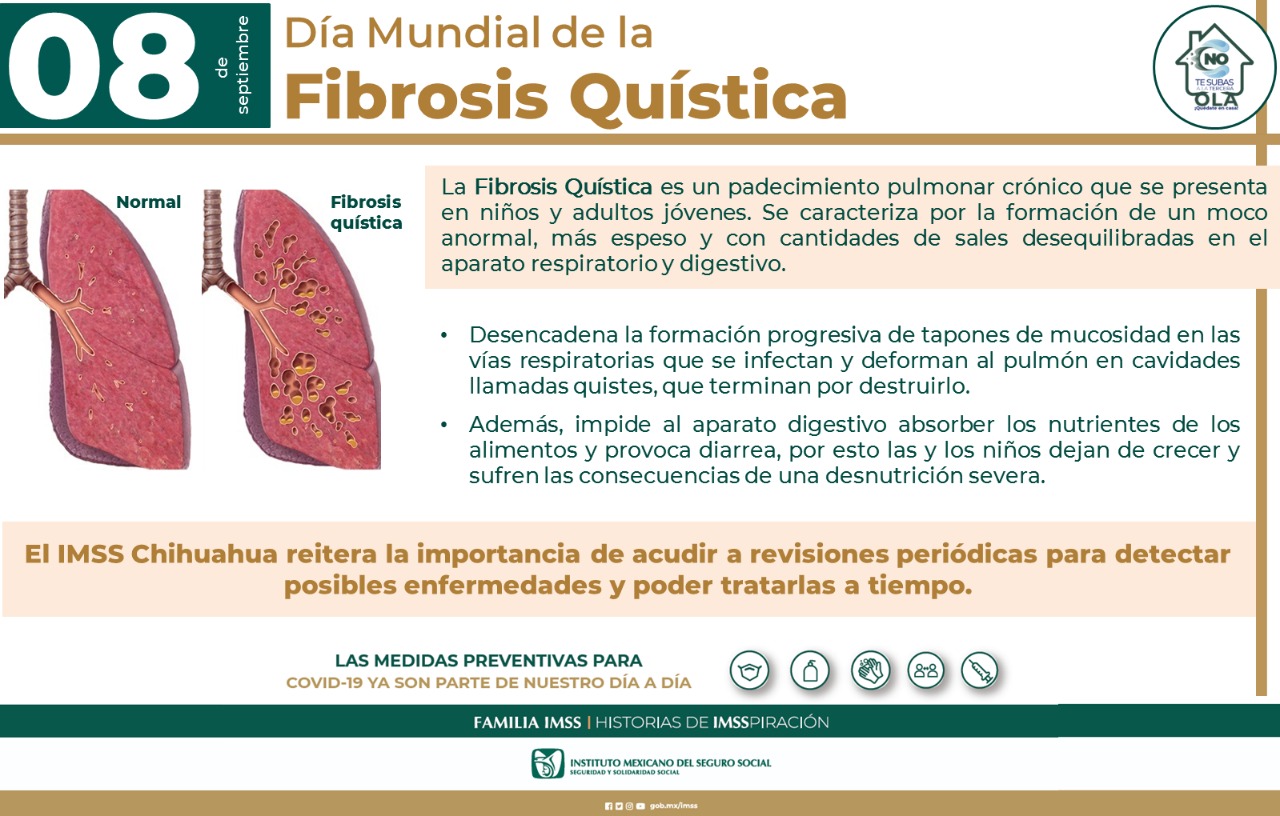 08
de
septiembre
Día Mundial de la
Fibrosis Quística
NO
TE SUBAS
A LA TERCERA
OLA
¡Quédate en casa!
Normal
Fibrosis
quística
La Fibrosis Quística es un padecimiento pulmonar crónico que se presenta
en niños y adultos jóvenes. Se caracteriza por la formación de un moco
anormal, más espeso y con cantidades de sales desequilibradas en el
aparato respiratorio y digestivo.
• Desencadena la formación progresiva de tapones de mucosidad en las
vías respiratorias que se infectan y deforman al pulmón en cavidades
llamadas quistes, que terminan por destruirlo.
• Además, impide al aparato digestivo absorber los nutrientes de los
alimentos y provoca diarrea, por esto las y los niños dejan de crecer y
sufren las consecuencias de una desnutrición severa.
El IMSS Chihuahua reitera la importancia de acudir a revisiones periódicas para detectar
posibles enfermedades y poder tratarlas a tiempo.
LAS MEDIDAS PREVENTIVAS PARA
COVID-19 YA SON PARTE DE NUESTRO DÍA A DÍA
FAMILIA IMSS | HISTORIAS DE IMSSPIRACIÓN
INSTITUTO MEXICANO DEL SEGURO SOCIAL
SEGURIDAD Y SOLIDARIDAD SOCIAL
gob.mx/imss